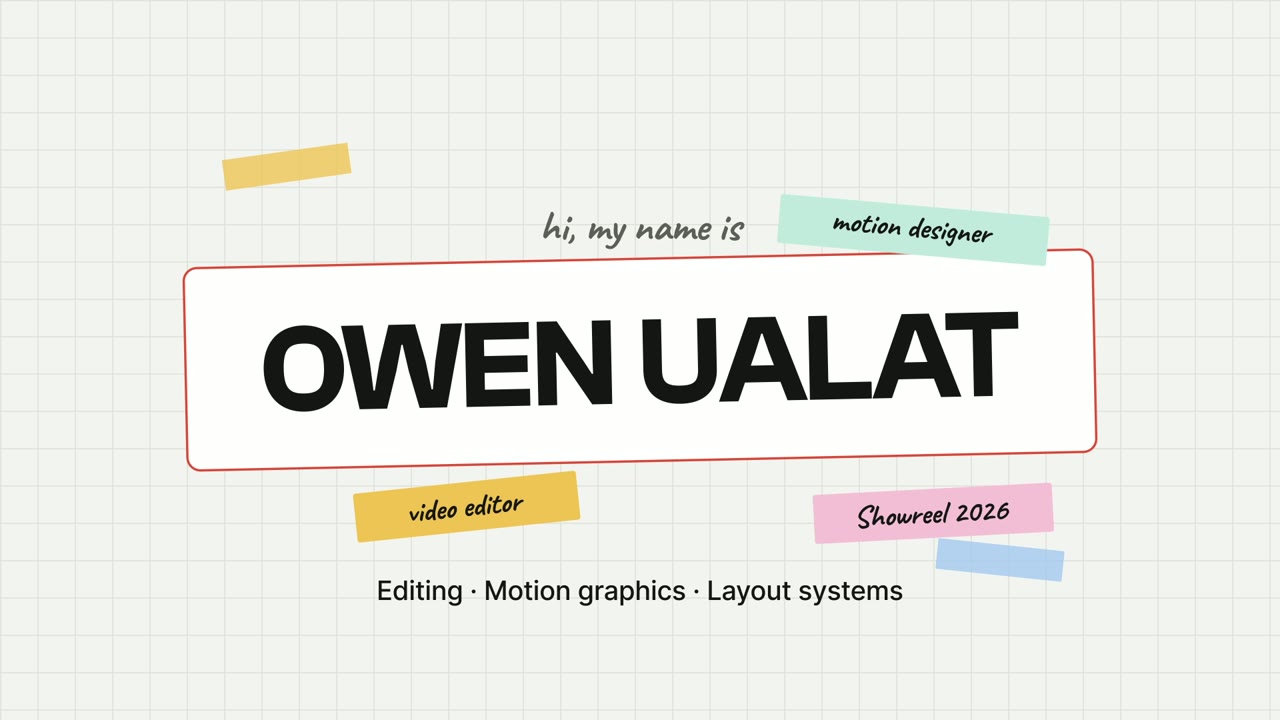 hi, my name is
motion designer
OWEN UALAT
video editor
Showreel 2026
Editing · Motion graphics · Layout systems